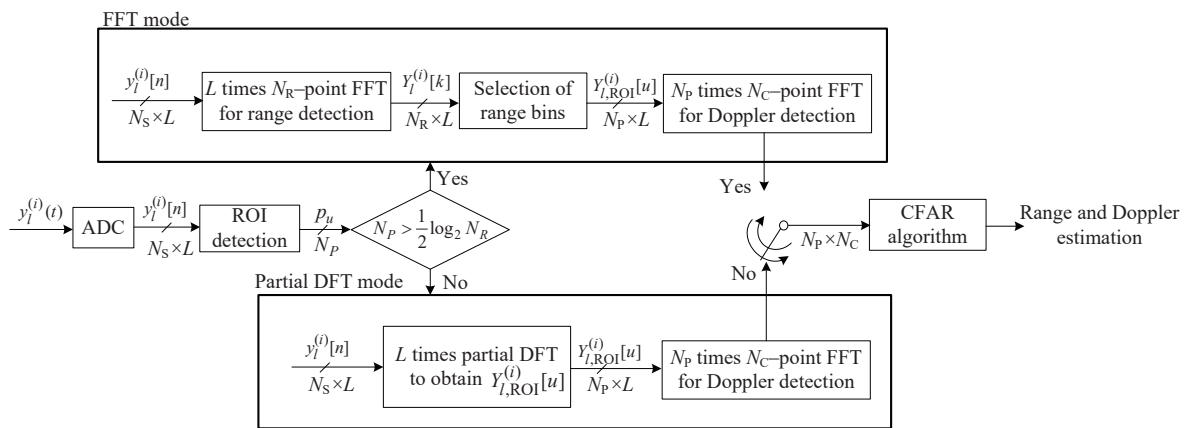 FFT mode
y_l^{(i)}[n]
N_S×L
L times N_R–point FFT
for range detection
Y_l^{(i)}[k]
N_R×L
Selection of
range bins
Y_{l,ROI}^{(i)}[u]
N_P×L
N_P times N_C–point FFT
for Doppler detection
Yes
Yes
y_l^{(i)}(t)
ADC
y_l^{(i)}[n]
N_S×L
ROI
detection
p_u
N_P
N_P > 1/2 log_2 N_R
N_P×N_C
CFAR
algorithm
Range and Doppler
estimation
No
No
Partial DFT mode
y_l^{(i)}[n]
N_S×L
L times partial DFT
to obtain Y_{l,ROI}^{(i)}[u]
Y_{l,ROI}^{(i)}[u]
N_P×L
N_P times N_C–point FFT
for Doppler detection